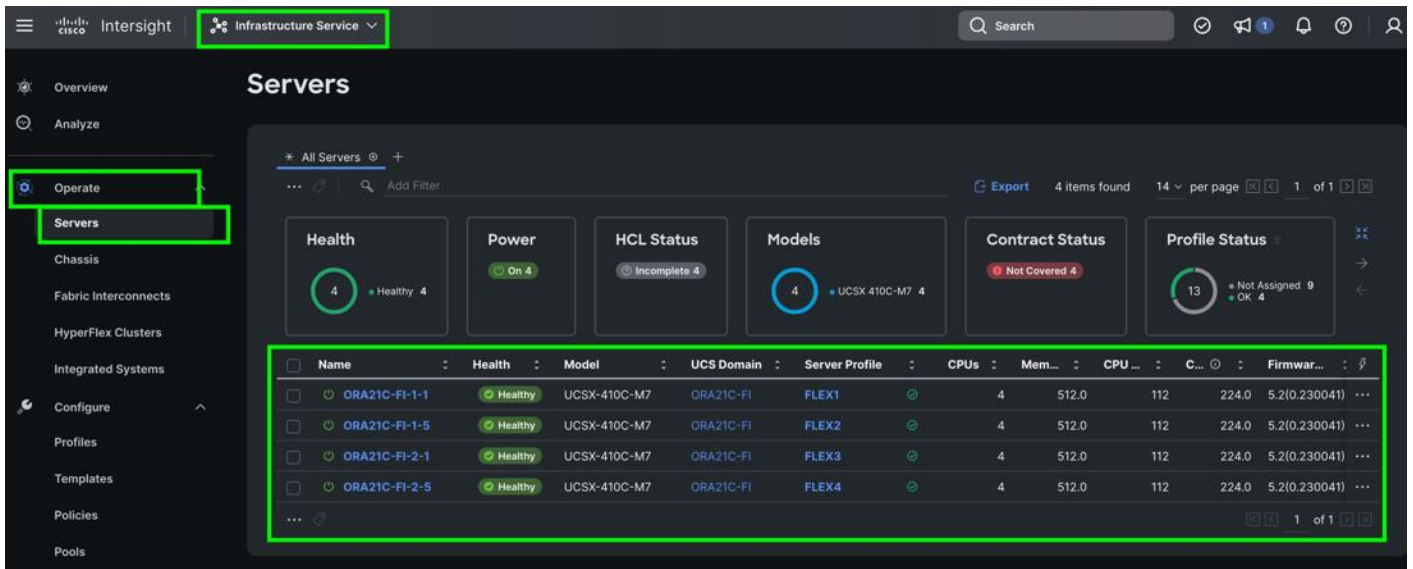 cisco Intersight Infrastructure Service Search 1
Overview
Analyze
Operate
Servers
Chassis
Fabric Interconnects
HyperFlex Clusters
Integrated Systems
Configure
Profiles
Templates
Policies
Pools
Servers
All Servers +
... Add Filter Export 4 items found 14 per page 1 of 1
Health
4 Healthy 4
Power
On 4
HCL Status
Incomplete 4
Models
4 UCSX 410C-M7 4
Contract Status
Not Covered 4
Profile Status
13 Not Assigned 9
OK 4
Name Health Model UCS Domain Server Profile CPUs Mem... CPU ... C... Firmwar...
ORA21C-FI-1-1 Healthy UCSX-410C-M7 ORA21C-FI FLEX1 4 512.0 112 224.0 5.2(0.230041) ...
ORA21C-FI-1-5 Healthy UCSX-410C-M7 ORA21C-FI FLEX2 4 512.0 112 224.0 5.2(0.230041) ...
ORA21C-FI-2-1 Healthy UCSX-410C-M7 ORA21C-FI FLEX3 4 512.0 112 224.0 5.2(0.230041) ...
ORA21C-FI-2-5 Healthy UCSX-410C-M7 ORA21C-FI FLEX4 4 512.0 112 224.0 5.2(0.230041) ...
... 1 of 1